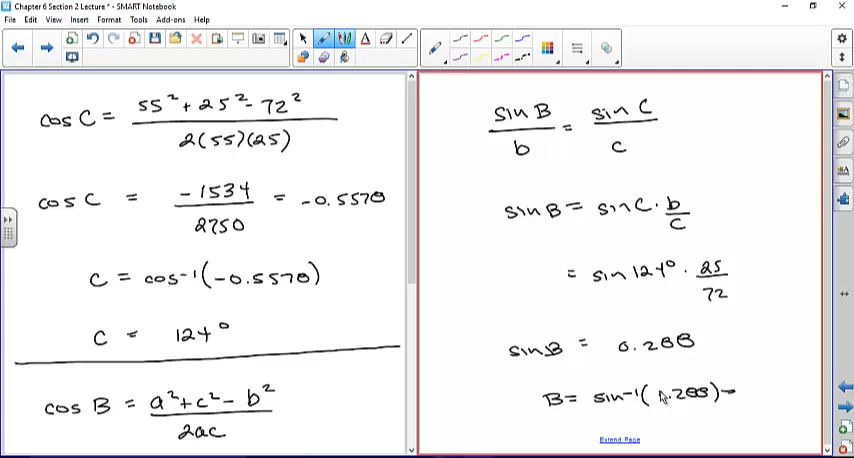 Chapter 6 Section 2 Lecture * - SMART Notebook
File Edit View Insert Format Tools Add-ons Help
cos C = 55² + 25² - 72² / 2(55)(25)
cos C = -1534 / 2750 = -0.5578
C = cos⁻¹(-0.5578)
C = 124°
cos B = a² + c² - b² / 2ac
sin B / b = sin C / c
sin B = sin C · b / c
= sin 124° · 25 / 72
sin B = 0.288
B = sin⁻¹(0.288) -
Extend Page